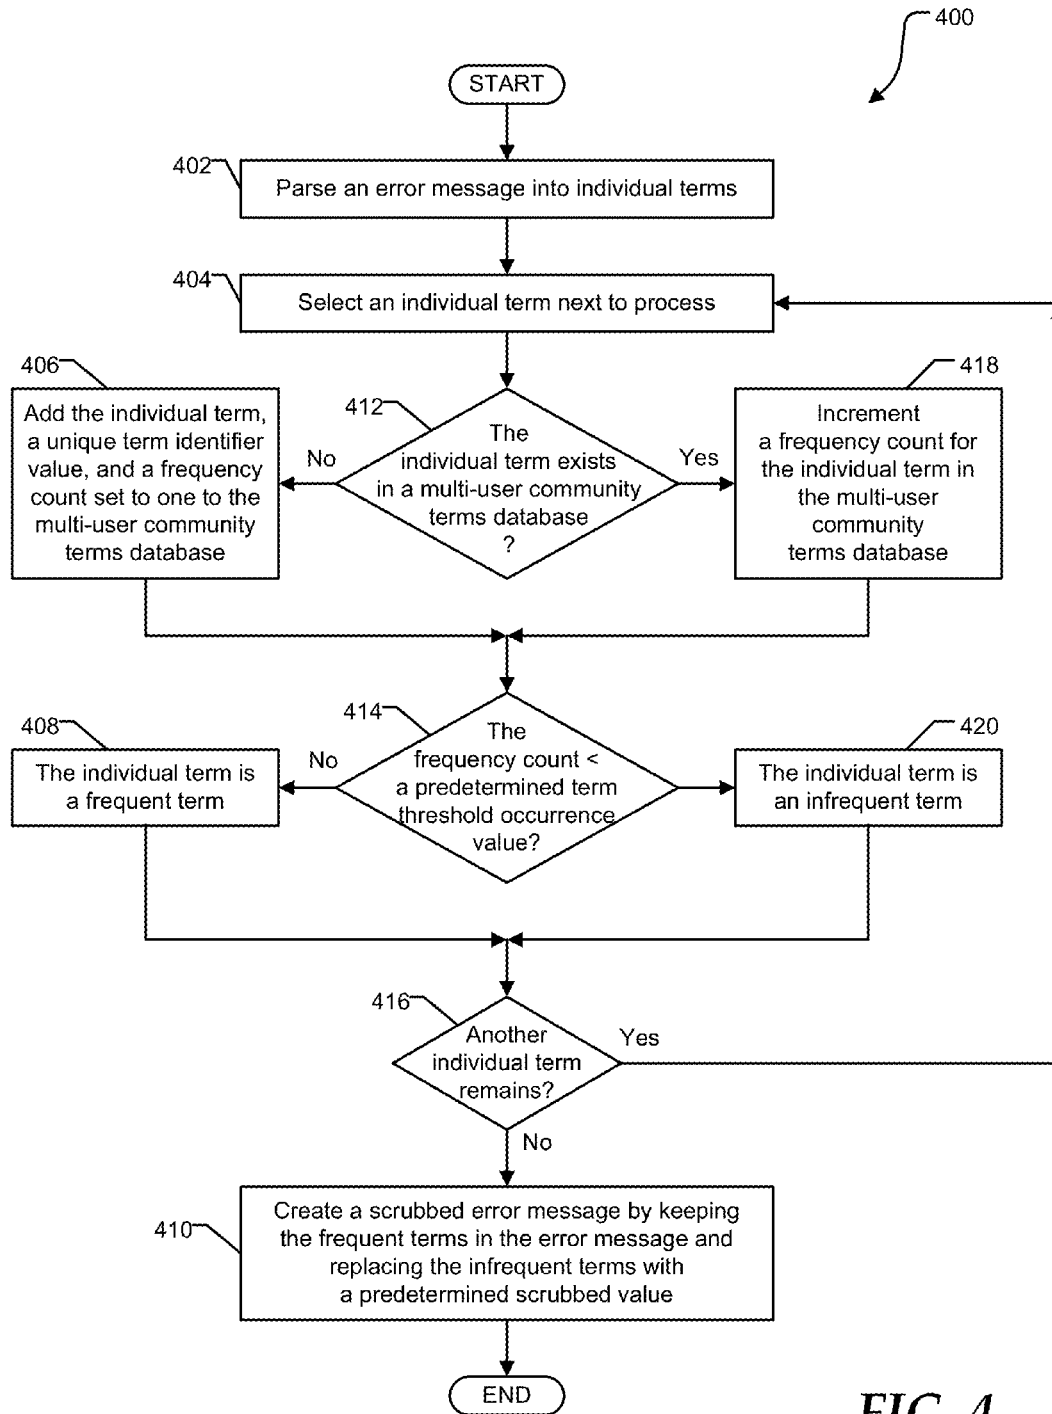 400
START
402
Parse an error message into individual terms
404
Select an individual term next to process
406
Add the individual term,
a unique term identifier
value, and a frequency
count set to one to the
multi-user community
terms database
No
412
The
individual term exists
in a multi-user community
terms database
?
Yes
418
Increment
a frequency count for
the individual term in
the multi-user
community
terms database
408
The individual term is
a frequent term
No
414
The
frequency count <
a predetermined term
threshold occurrence
value?
420
The individual term is
an infrequent term
416
Another
individual term
remains?
Yes
No
410
Create a scrubbed error message by keeping
the frequent terms in the error message and
replacing the infrequent terms with
a predetermined scrubbed value
END
FIG. 4